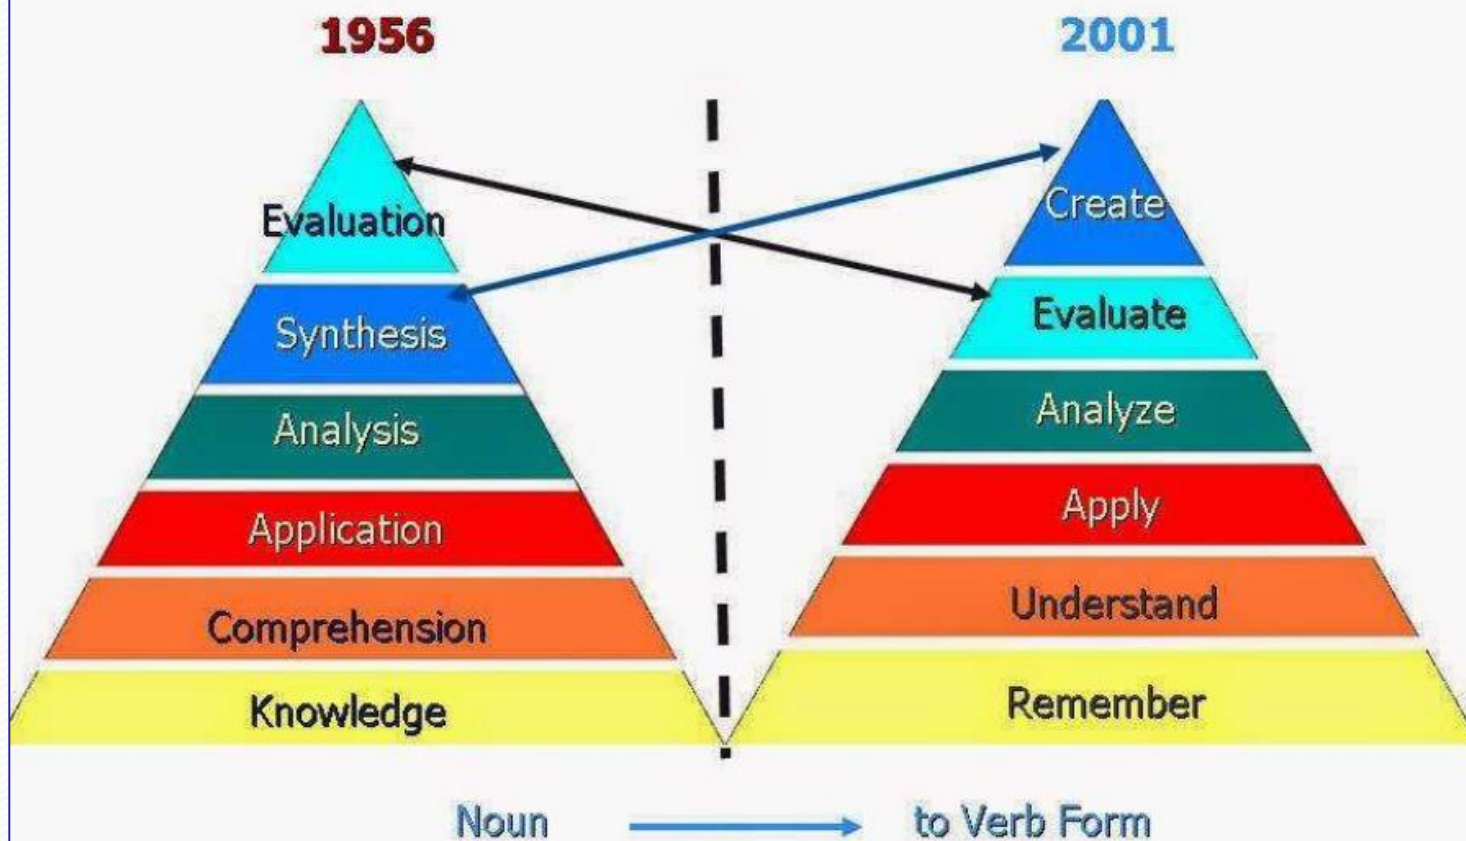 1956
2001
Evaluation
Synthesis
Analysis
Application
Comprehension
Knowledge
Create
Evaluate
Analyze
Apply
Understand
Remember
Noun
to Verb Form